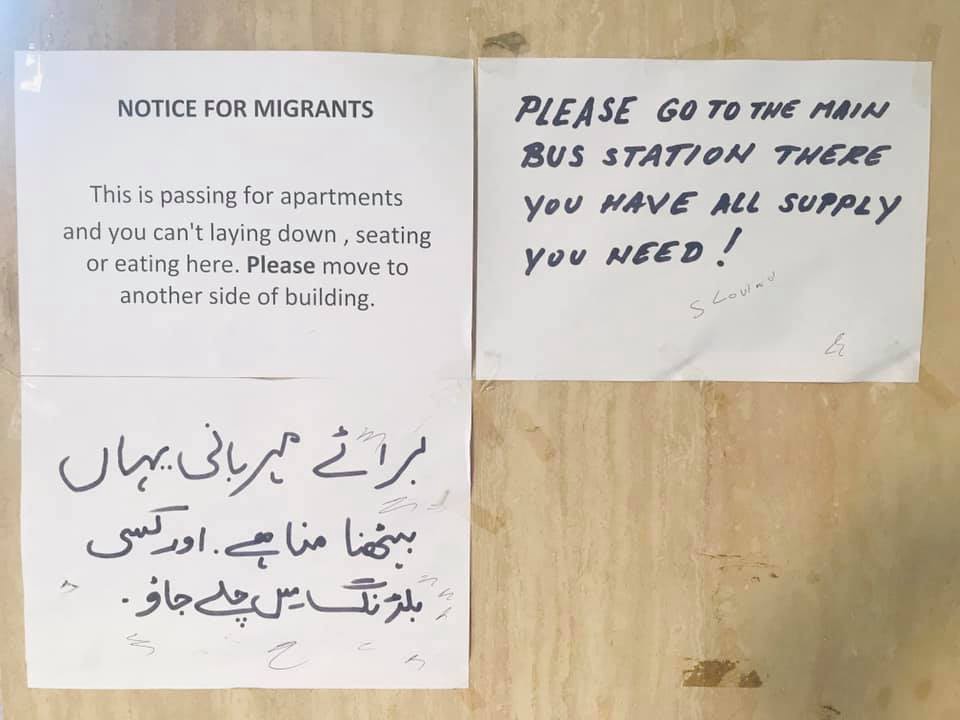 NOTICE FOR MIGRANTS
This is passing for apartments
and you can't laying down , seating
or eating here. Please move to
another side of building.
PLEASE GO TO THE MAIN
BUS STATION THERE
YOU HAVE ALL SUPPLY
YOU NEED!
برائے مہربانی یہاں
بیٹھنا منا ہے. اور کسی
بلڈنگ میں چلے جاؤ.